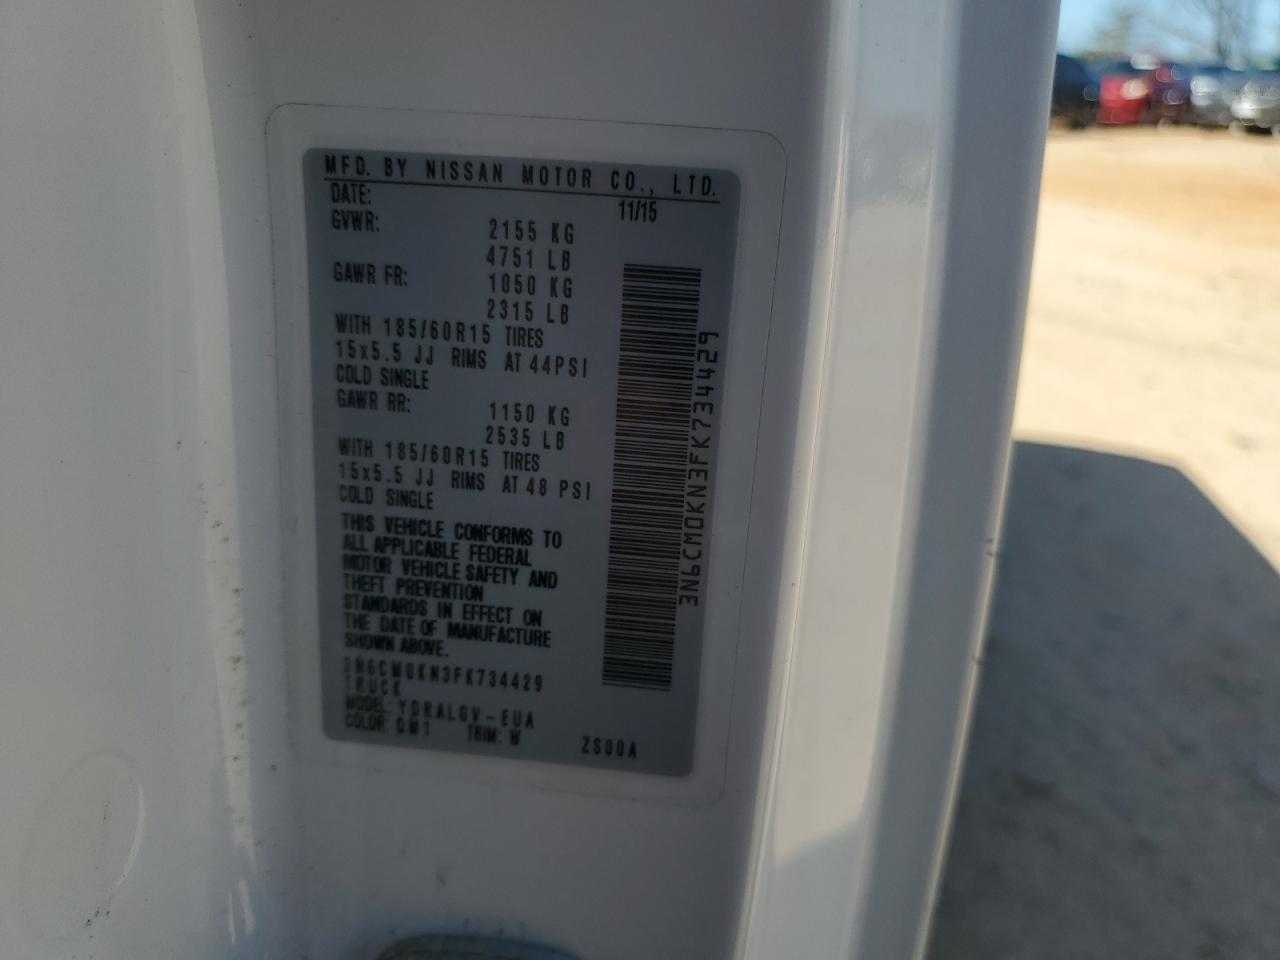 MFD. BY NISSAN MOTOR CO., LTD.
DATE: 11/15
GVWR: 2155 KG
4751 LB
GAWR FR: 1050 KG
2315 LB
WITH 185/60R15 TIRES
15x5.5 JJ RIMS AT 44PSI
COLD SINGLE
GAWR RR: 1150 KG
2535 LB
WITH 185/60R15 TIRES
15x5.5 JJ RIMS AT 48 PSI
COLD SINGLE
THIS VEHICLE CONFORMS TO
ALL APPLICABLE FEDERAL
MOTOR VEHICLE SAFETY AND
THEFT PREVENTION
STANDARDS IN EFFECT ON
THE DATE OF MANUFACTURE
SHOWN ABOVE.
3N6CM0KN3FK734429
TRUCK
MODEL: YDRALGV-EUA
COLOR: QM1 TRIM: W ZS00A
3N6CM0KN3FK734429